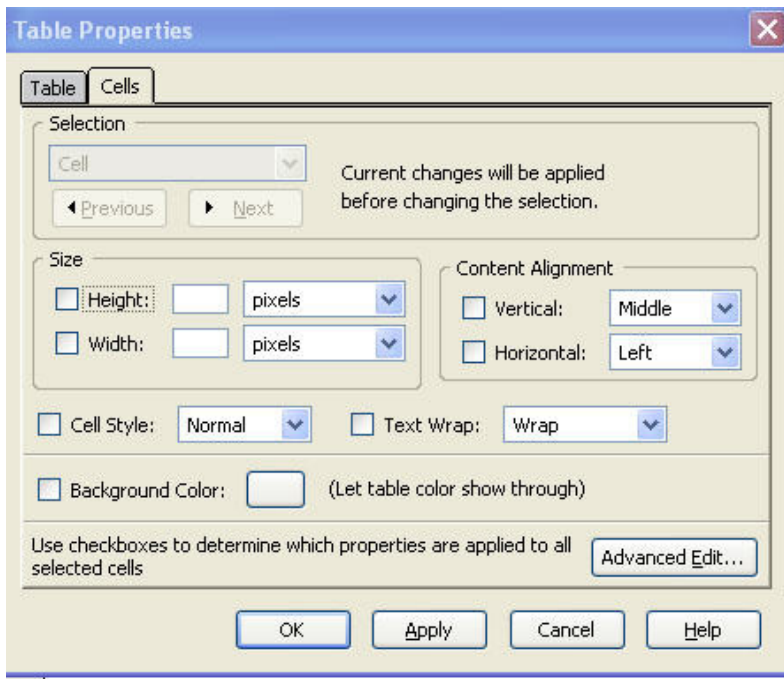 Table Properties
Table Cells
Selection
Cell
Previous Next
Current changes will be applied
before changing the selection.
Size
Height: pixels
Width: pixels
Content Alignment
Vertical: Middle
Horizontal: Left
Cell Style: Normal Text Wrap: Wrap
Background Color: (Let table color show through)
Use checkboxes to determine which properties are applied to all
selected cells
Advanced Edit...
OK Apply Cancel Help